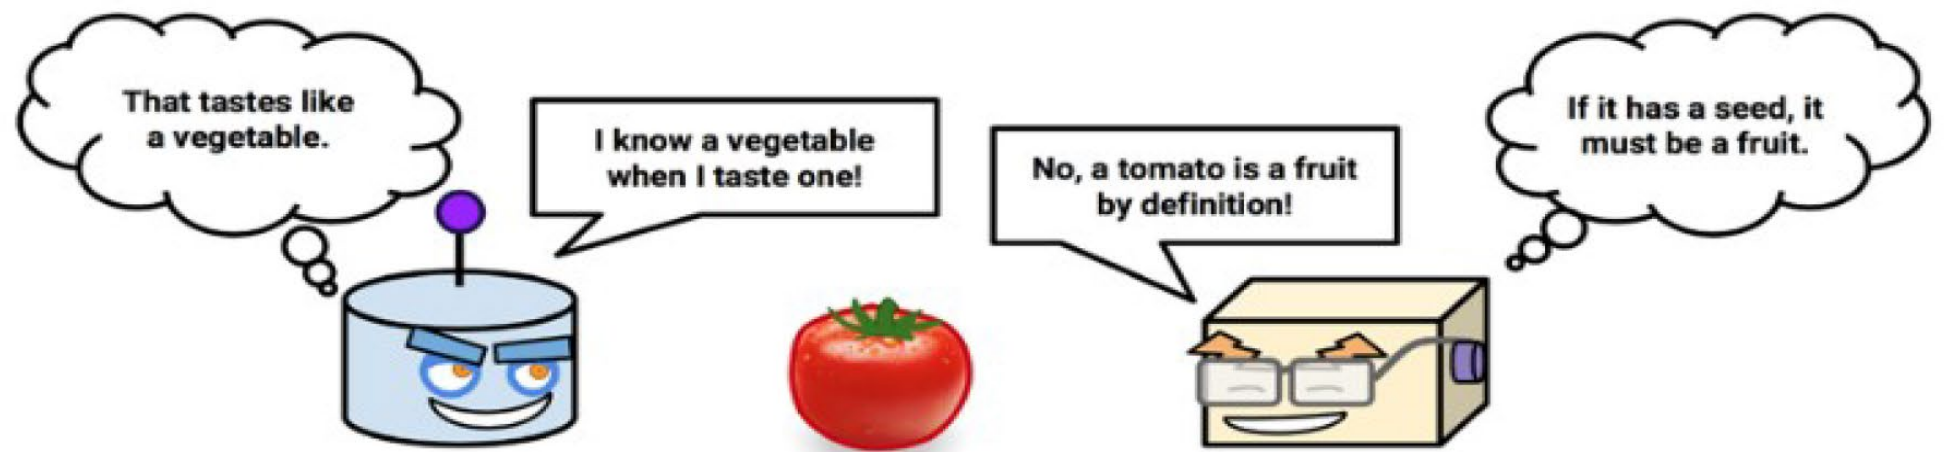 That tastes like
a vegetable.
I know a vegetable
when I taste one!
No, a tomato is a fruit
by definition!
If it has a seed, it
must be a fruit.